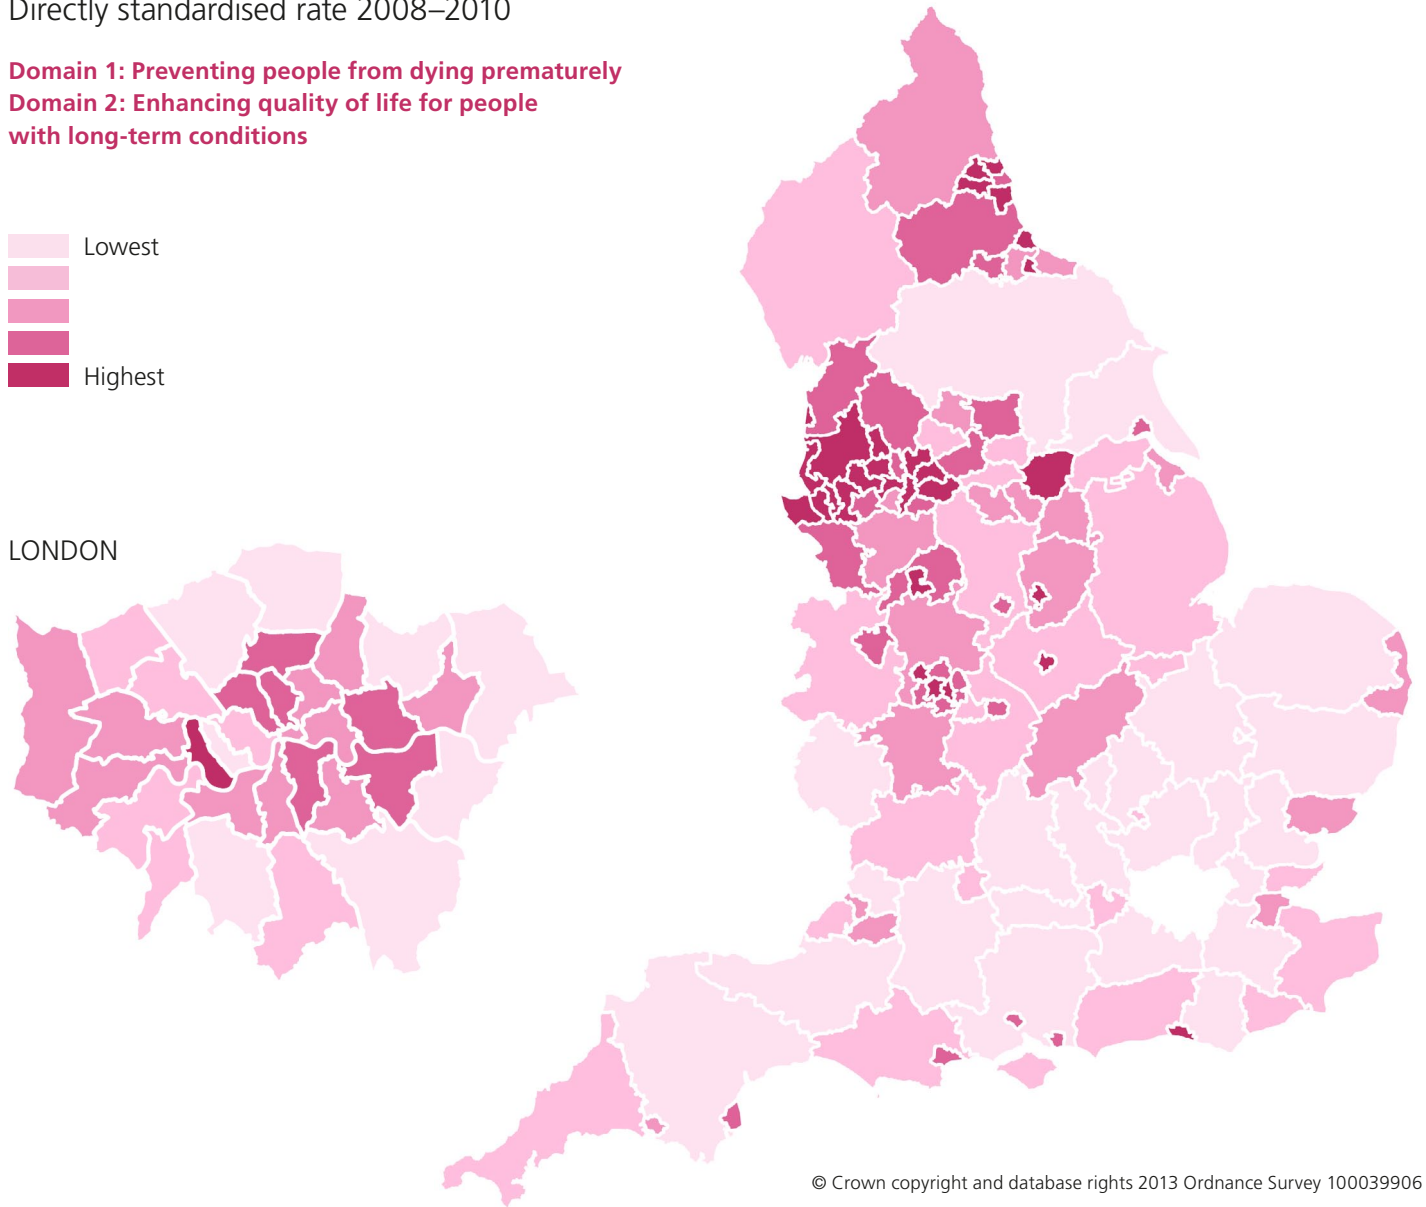 Directly standardised rate 2008–2010
Domain 1: Preventing people from dying prematurely
Domain 2: Enhancing quality of life for people
with long-term conditions
Lowest
Highest
LONDON
© Crown copyright and database rights 2013 Ordnance Survey 100039906